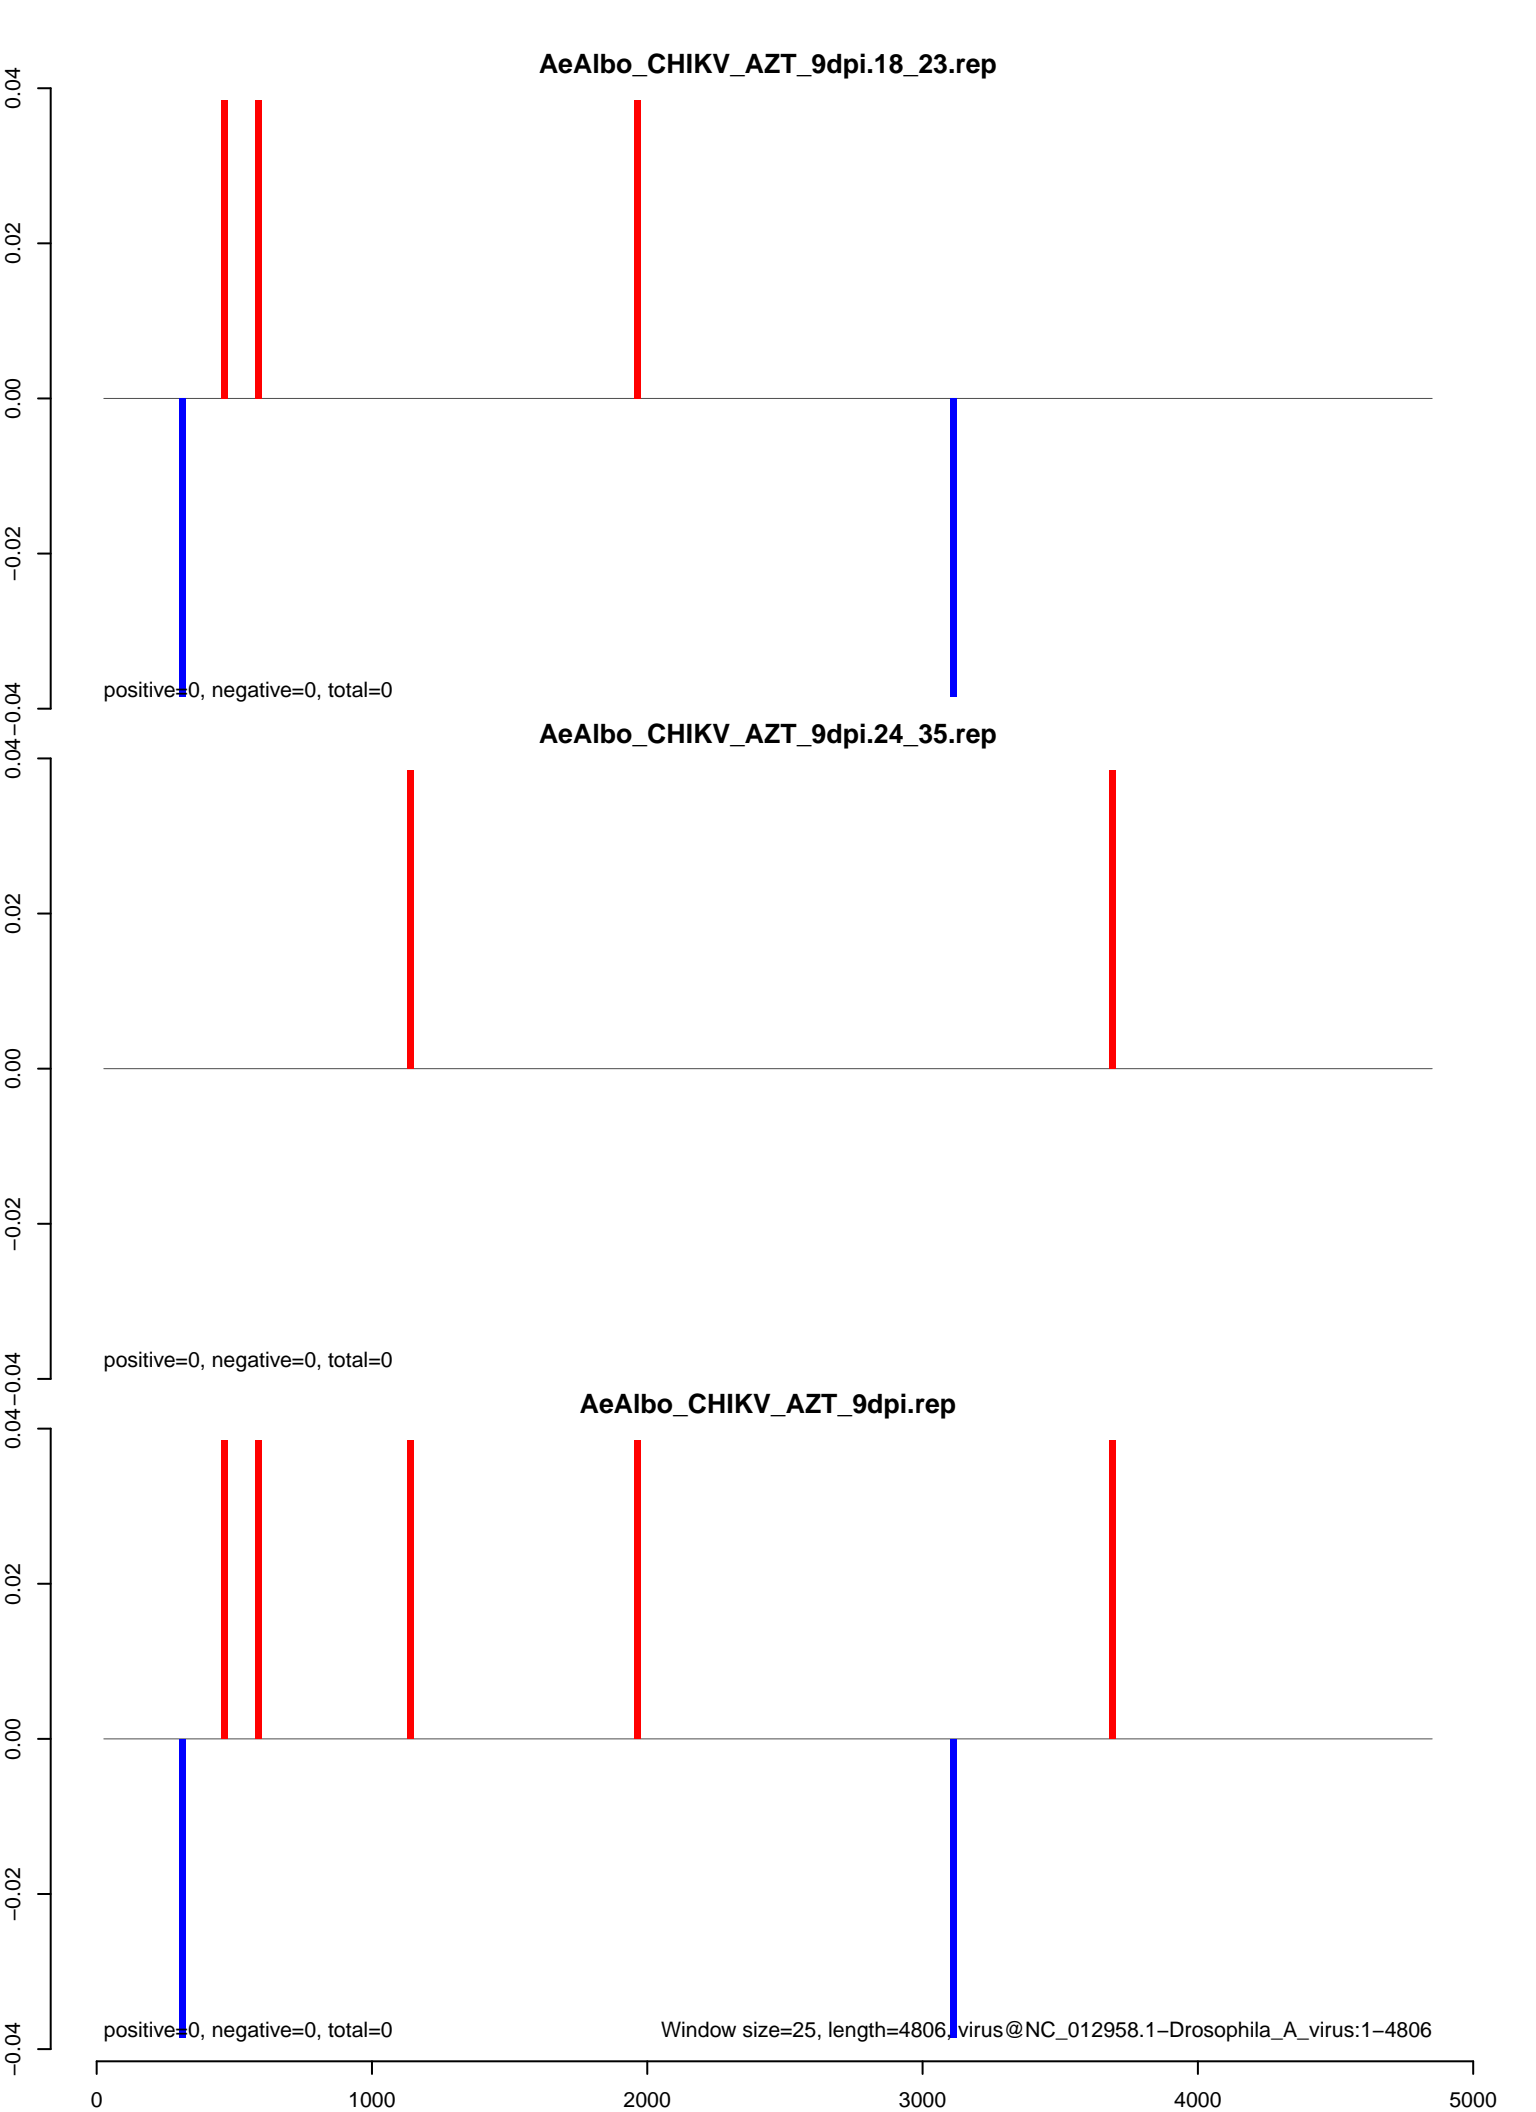 AeAlbo_CHIKV_AZT_9dpi.18_23.rep
0.04
0.02
0.00
−0.02
−0.04
positive=0, negative=0, total=0
AeAlbo_CHIKV_AZT_9dpi.24_35.rep
0.04
0.02
0.00
−0.02
−0.04
positive=0, negative=0, total=0
AeAlbo_CHIKV_AZT_9dpi.rep
0.04
0.02
0.00
−0.02
−0.04
positive=0, negative=0, total=0
Window size=25, length=4806, virus@NC_012958.1−Drosophila_A_virus:1−4806
0 1000 2000 3000 4000 5000